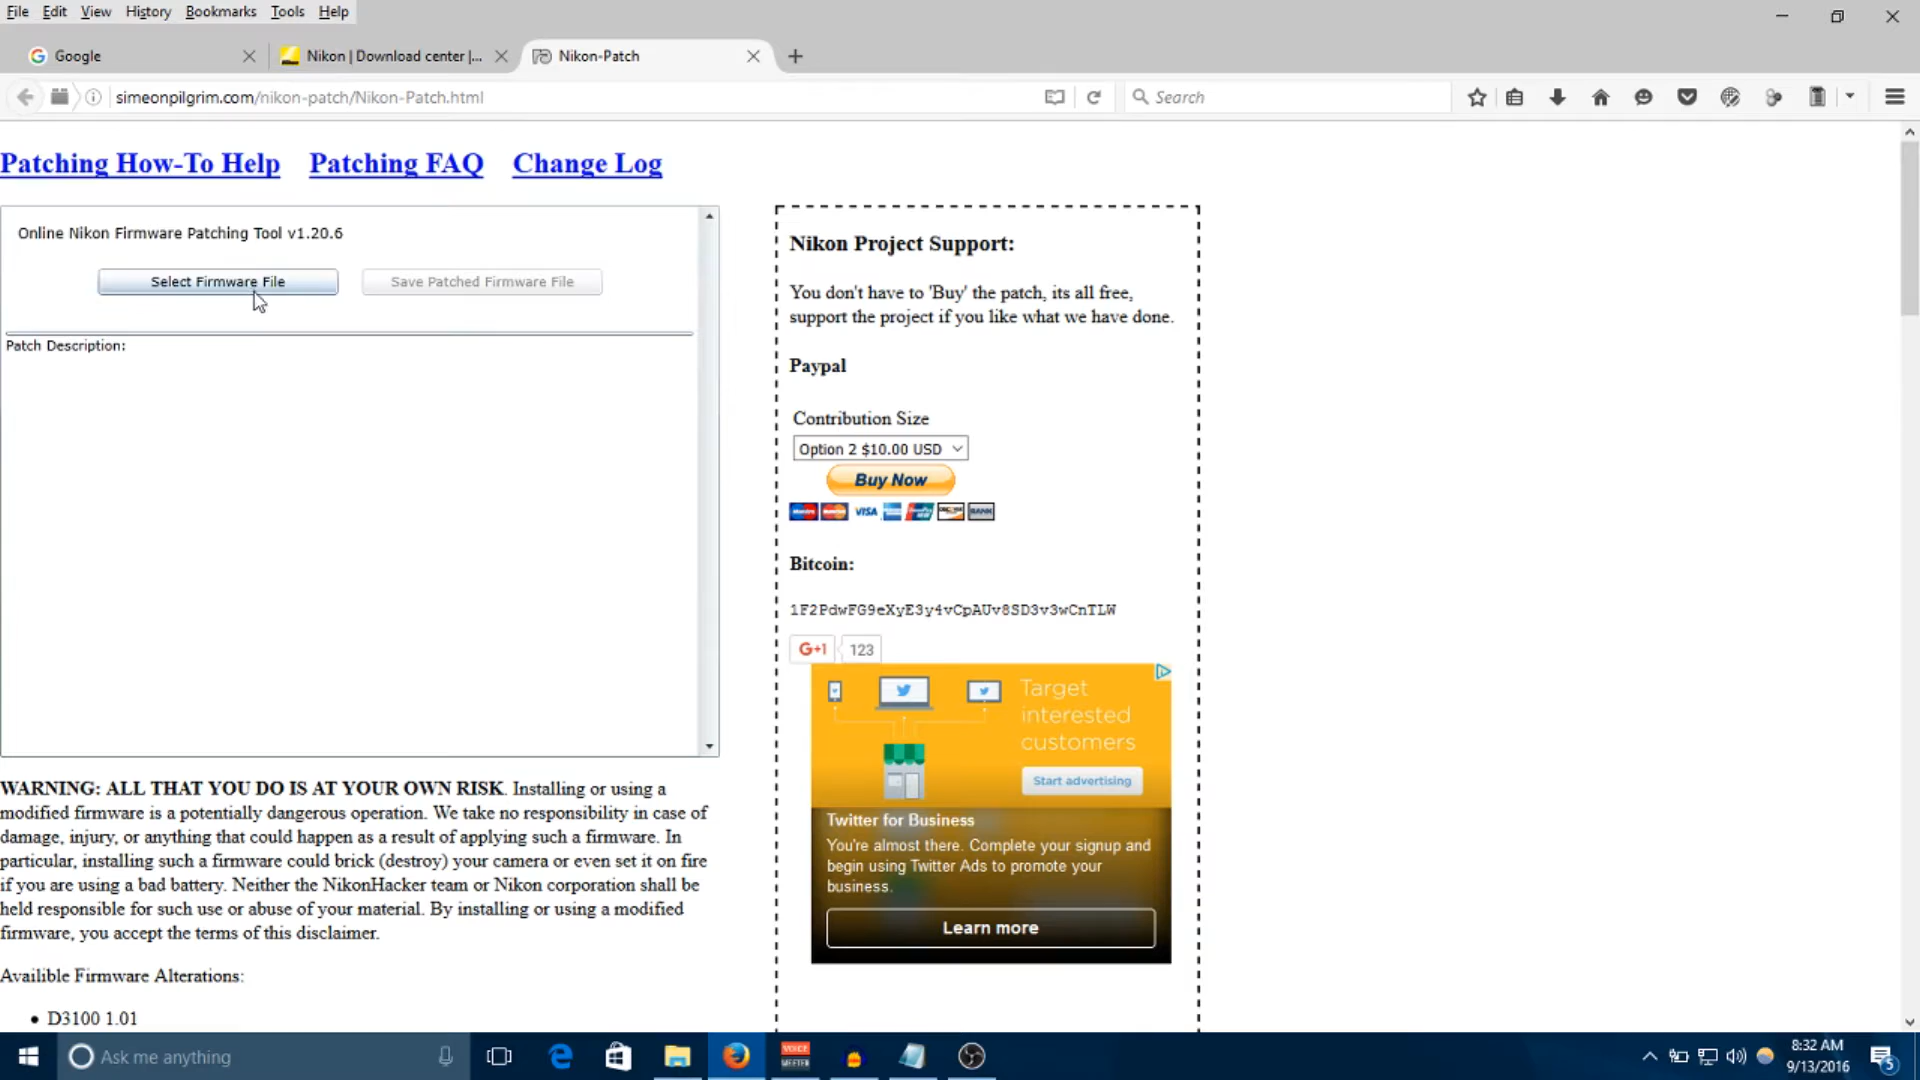 File Edit View History Bookmarks Tools Help
Google
Nikon | Download center |...
Nikon-Patch
simeonpilgrim.com/nikon-patch/Nikon-Patch.html
Search
Patching How-To Help Patching FAQ Change Log
Online Nikon Firmware Patching Tool v1.20.6
Select Firmware File
Save Patched Firmware File
Patch Description:
WARNING: ALL THAT YOU DO IS AT YOUR OWN RISK. Installing or using a
modified firmware is a potentially dangerous operation. We take no responsibility in case of
damage, injury, or anything that could happen as a result of applying such a firmware. In
particular, installing such a firmware could brick (destroy) your camera or even set it on fire
if you are using a bad battery. Neither the NikonHacker team or Nikon corporation shall be
held responsible for such use or abuse of your material. By installing or using a modified
firmware, you accept the terms of this disclaimer.
Availible Firmware Alterations:
• D3100 1.01
Nikon Project Support:
You don't have to 'Buy' the patch, its all free,
support the project if you like what we have done.
Paypal
Contribution Size
Option 2 $10.00 USD
Buy Now
VISA
BANK
Bitcoin:
1F2PdwFG9eXyE3y4vCpAUv8SD3v3wCnTLW
G+1 123
Target
interested
customers
Start advertising
Twitter for Business
You're almost there. Complete your signup and
begin using Twitter Ads to promote your
business.
Learn more
Ask me anything
VOICE
MEETER
8:32 AM
9/13/2016
5